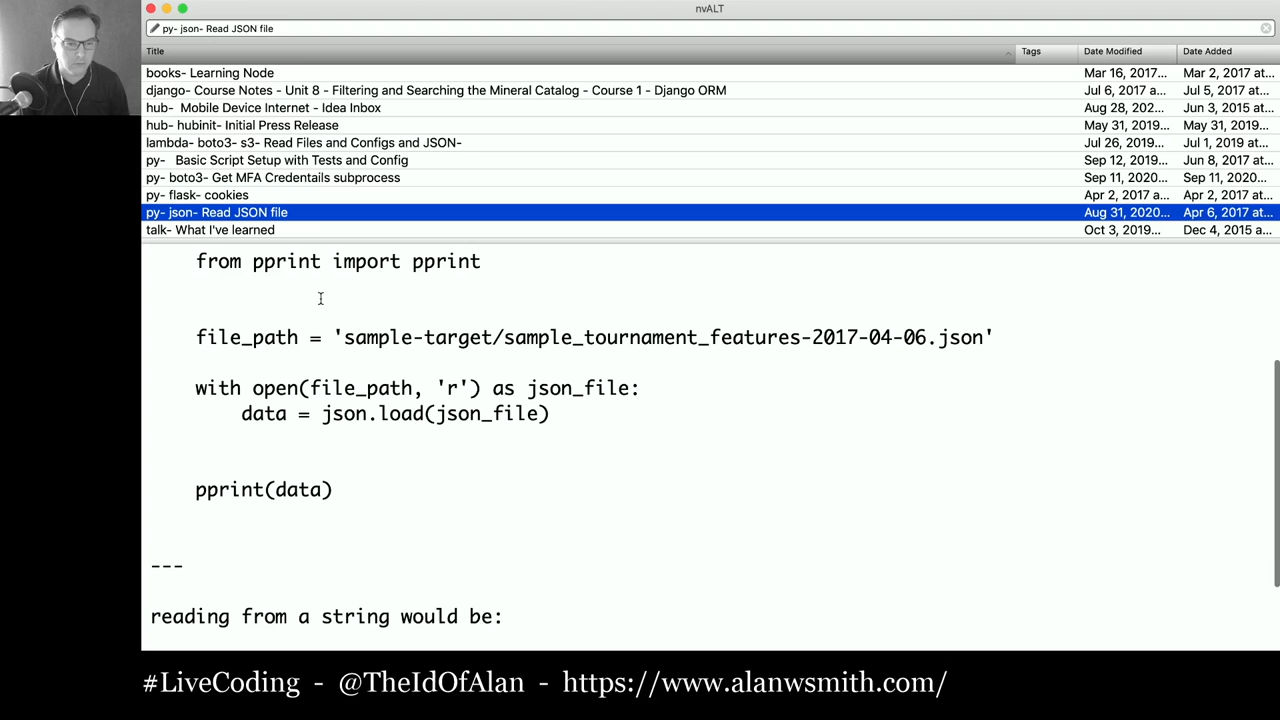 nvALT
py- json- Read JSON file
Title Tags Date Modified Date Added
books- Learning Node Mar 16, 2017... Mar 2, 2017 at...
django- Course Notes - Unit 8 - Filtering and Searching the Mineral Catalog - Course 1 - Django ORM Jul 6, 2017 a... Jul 5, 2017 at...
hub- Mobile Device Internet - Idea Inbox Aug 28, 202... Jun 3, 2015 at...
hub- hubinit- Initial Press Release May 31, 2019... May 31, 2019...
lambda- boto3- s3- Read Files and Configs and JSON- Jul 26, 2019... Jul 1, 2019 at...
py- Basic Script Setup with Tests and Config Sep 12, 2019... Jun 8, 2017 at...
py- boto3- Get MFA Credentails subprocess Sep 11, 2020... Sep 11, 2020...
py- flask- cookies Apr 2, 2017 a... Apr 2, 2017 at...
py- json- Read JSON file Aug 31, 2020... Apr 6, 2017 at...
talk- What I've learned Oct 3, 2019... Dec 4, 2015 a...
from pprint import pprint
file_path = 'sample-target/sample_tournament_features-2017-04-06.json'
with open(file_path, 'r') as json_file:
data = json.load(json_file)
pprint(data)
---
reading from a string would be:
#LiveCoding - @TheIdOfAlan - https://www.alanwsmith.com/